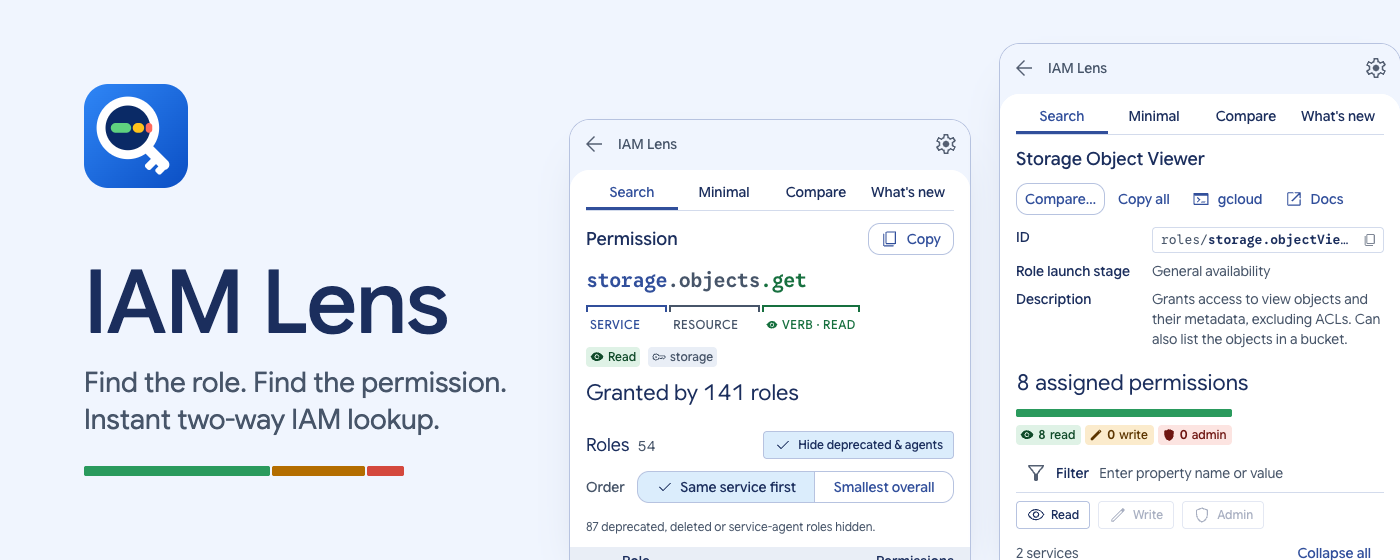 IAM Lens
Find the role. Find the permission.
Instant two-way IAM lookup.
IAM Lens
Search Minimal Compare What's new
Permission Copy
storage.objects.get
SERVICE RESOURCE VERB · READ
Read storage
Granted by 141 roles
Roles 54 Hide deprecated & agents
Order Same service first Smallest overall
87 deprecated, deleted or service-agent roles hidden.
Role Permissions
IAM Lens
Search Minimal Compare What's new
Storage Object Viewer
Compare... Copy all gcloud Docs
ID roles/storage.objectVie…
Role launch stage General availability
Description Grants access to view objects and
their metadata, excluding ACLs. Can
also list the objects in a bucket.
8 assigned permissions
8 read 0 write 0 admin
Filter Enter property name or value
Read Write Admin
2 services Collapse all